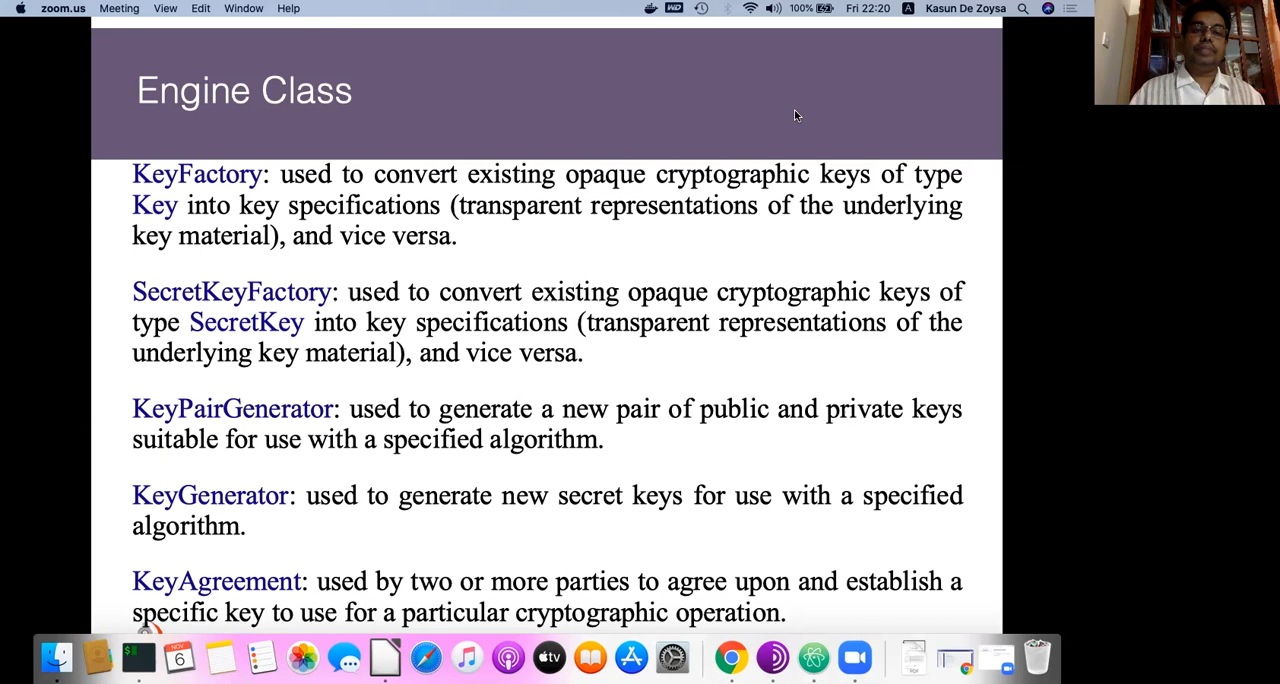 zoom.us Meeting View Edit Window Help 100% Fri 22:20 A Kasun De Zoysa
Engine Class
KeyFactory: used to convert existing opaque cryptographic keys of type
Key into key specifications (transparent representations of the underlying
key material), and vice versa.
SecretKeyFactory: used to convert existing opaque cryptographic keys of
type SecretKey into key specifications (transparent representations of the
underlying key material), and vice versa.
KeyPairGenerator: used to generate a new pair of public and private keys
suitable for use with a specified algorithm.
KeyGenerator: used to generate new secret keys for use with a specified
algorithm.
KeyAgreement: used by two or more parties to agree upon and establish a
specific key to use for a particular cryptographic operation.
NOV
6
tv
PDF